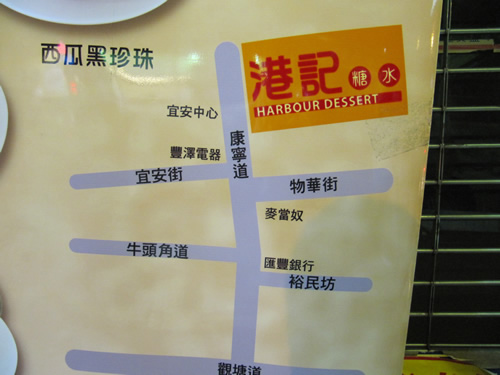 西瓜黑珍珠
港記糖水
HARBOUR DESSERT
宜安中心
康寧道
豐澤電器
宜安街
物華街
麥當奴
牛頭角道
匯豐銀行
裕民坊
觀塘道